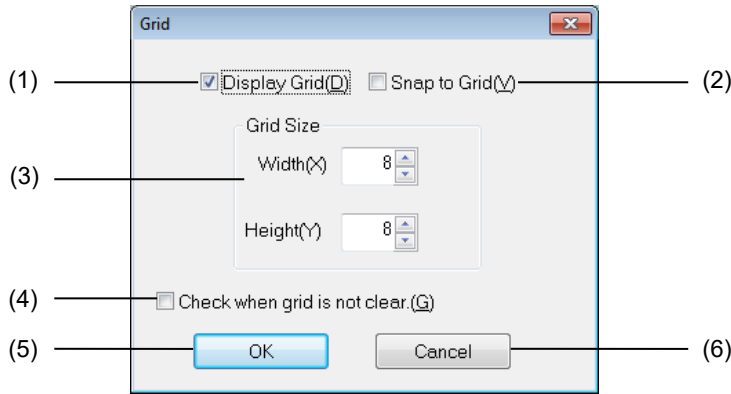 Grid
(1) Display Grid(D) Snap to Grid(V) (2)
Grid Size
(3) Width(X) 8
Height(Y) 8
(4) Check when grid is not clear.(G)
(5) OK Cancel (6)